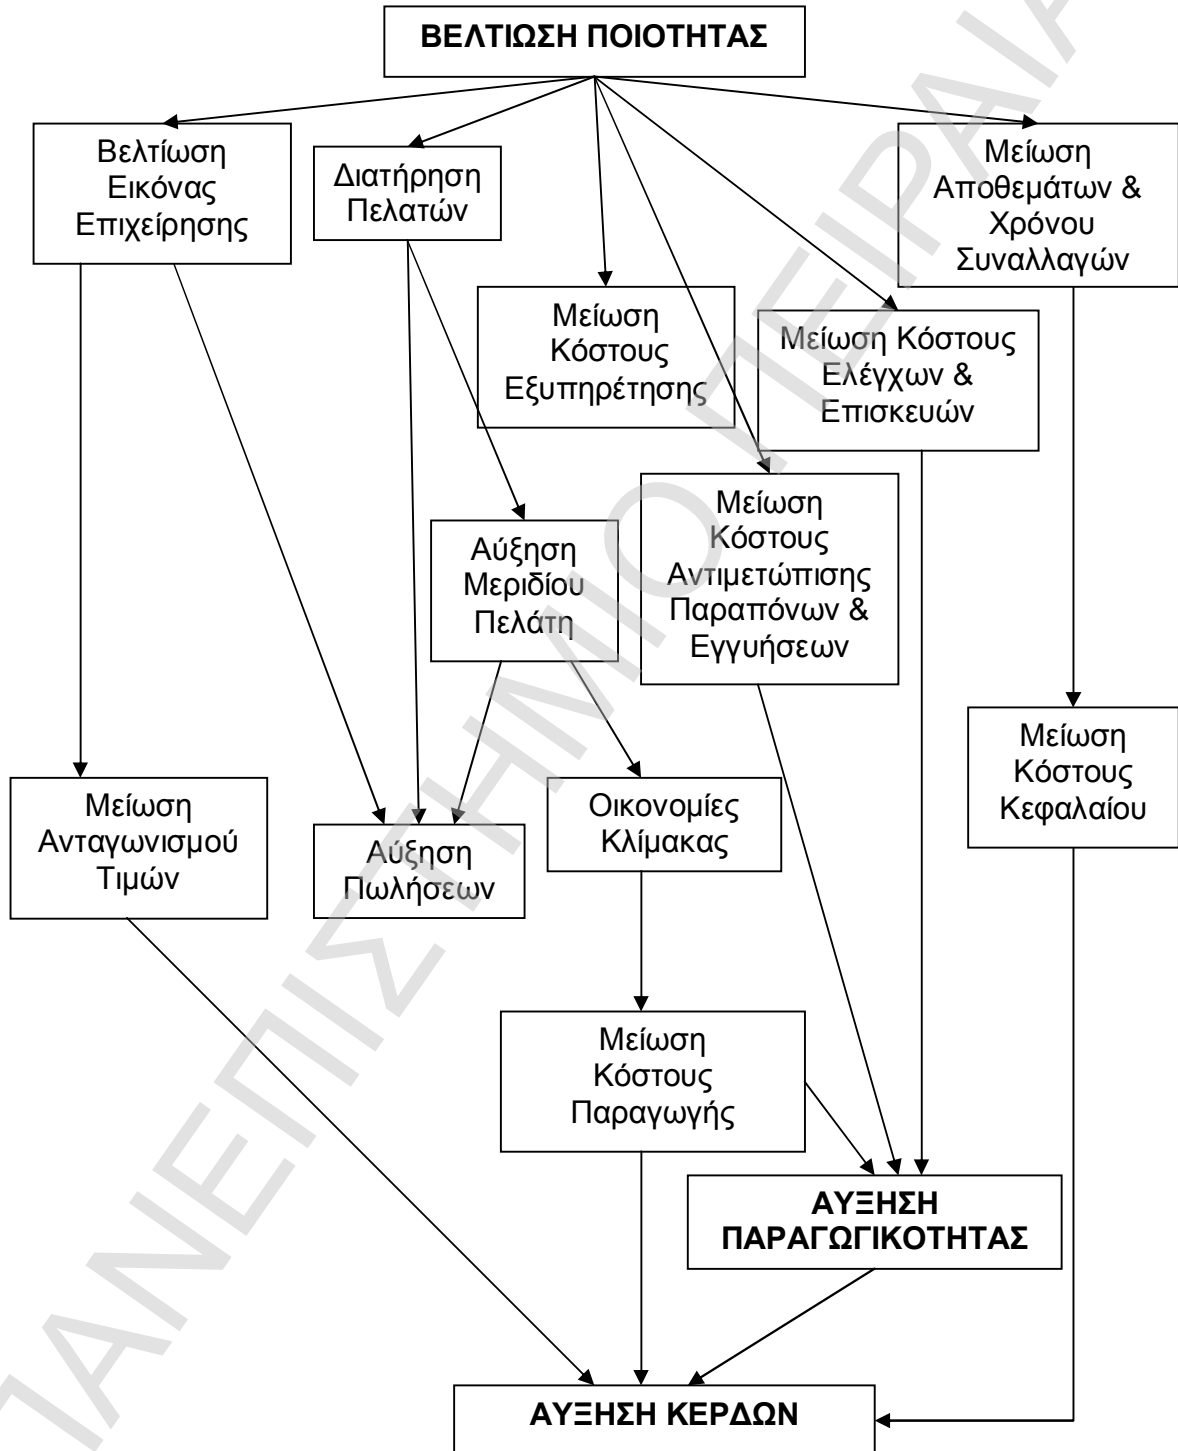 ΒΕΛΤΙΩΣΗ ΠΟΙΟΤΗΤΑΣ
Βελτίωση
Εικόνας
Επιχείρησης
Διατήρηση
Πελατών
Μείωση
Αποθεμάτων &
Χρόνου
Συναλλαγών
Μείωση
Κόστους
Εξυπηρέτησης
Μείωση Κόστους
Ελέγχων &
Επισκευών
Αύξηση
Μεριδίου
Πελάτη
Μείωση
Κόστους
Αντιμετώπισης
Παραπόνων &
Εγγυήσεων
Μείωση
Κόστους
Κεφαλαίου
Μείωση
Ανταγωνισμού
Τιμών
Αύξηση
Πωλήσεων
Οικονομίες
Κλίμακας
Μείωση
Κόστους
Παραγωγής
ΑΥΞΗΣΗ
ΠΑΡΑΓΩΓΙΚΟΤΗΤΑΣ
ΑΥΞΗΣΗ ΚΕΡΔΩΝ
ΠΑΝΕΠΙΣΤΗΜΙΟ ΠΕΙΡΑΙΑ